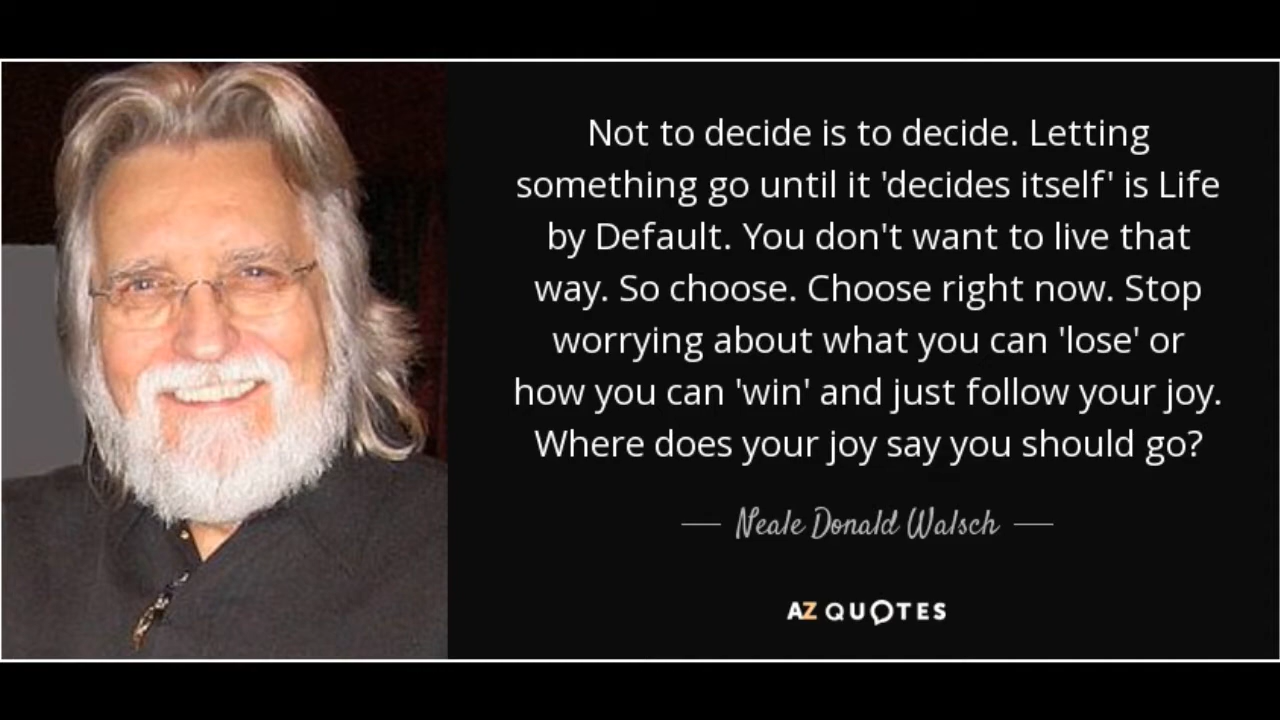 Not to decide is to decide. Letting
something go until it 'decides itself' is Life
by Default. You don't want to live that
way. So choose. Choose right now. Stop
worrying about what you can 'lose' or
how you can 'win' and just follow your joy.
Where does your joy say you should go?
Neale Donald Walsch
AZ QUOTES